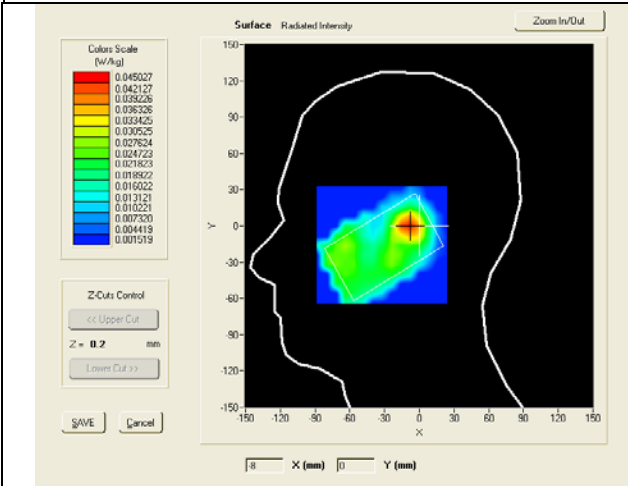 Surface Radiated Intensity
Zoom In/Out
Colors Scale
(W/kg)
0.045027
0.042127
0.039226
0.036326
0.033425
0.030525
0.027624
0.024723
0.021823
0.018922
0.016022
0.013121
0.010221
0.007320
0.004419
0.001519
Z-Cuts Control
<< Upper Cut
Z = 0.2 mm
Lower Cut >>
SAVE Cancel
150-
120-
90-
60-
30-
0-
-30-
-60-
-90-
-120-
-150-
Y
-150 -120 -90 -60 -30 0 30 60 90 120 150
X
-8 X (mm) 0 Y (mm)